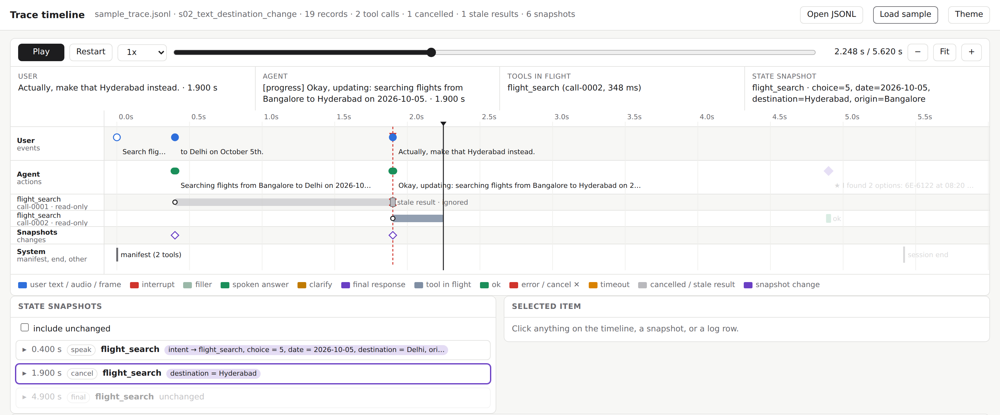 Trace timeline sample_trace.jsonl · s02_text_destination_change · 19 records · 2 tool calls · 1 cancelled · 1 stale results · 6 snapshots Open JSONL Load sample Theme
Play Restart 1x 2.248 s / 5.620 s − Fit +
USER
Actually, make that Hyderabad instead. · 1.900 s
AGENT
[progress] Okay, updating: searching flights from
Bangalore to Hyderabad on 2026-10-05. · 1.900 s
TOOLS IN FLIGHT
flight_search (call-0002, 348 ms)
STATE SNAPSHOT
flight_search · choice=5, date=2026-10-05,
destination=Hyderabad, origin=Bangalore
0.0s 0.5s 1.0s 1.5s 2.0s 2.5s 3.0s 3.5s 4.0s 4.5s 5.0s 5.5s
User
events
Search flig… to Delhi on October 5th. Actually, make that Hyderabad instead.
Agent
actions
Searching flights from Bangalore to Delhi on 2026-10… Okay, updating: searching flights from Bangalore to Hyderabad on 2… ★ I found 2 options: 6E-6122 at 08:20 …
flight_search
call-0001 · read-only
stale result · ignored
flight_search
call-0002 · read-only
ok
Snapshots
changes
System
manifest, end, other
manifest (2 tools) session end
user text / audio / frame interrupt filler spoken answer clarify final response tool in flight ok error / cancel ✕ timeout cancelled / stale result snapshot change
STATE SNAPSHOTS
include unchanged
▸ 0.400 s speak flight_search intent → flight_search, choice = 5, date = 2026-10-05, destination = Delhi, ori…
▸ 1.900 s cancel flight_search destination = Hyderabad
▸ 4.900 s final flight_search unchanged
SELECTED ITEM
Click anything on the timeline, a snapshot, or a log row.